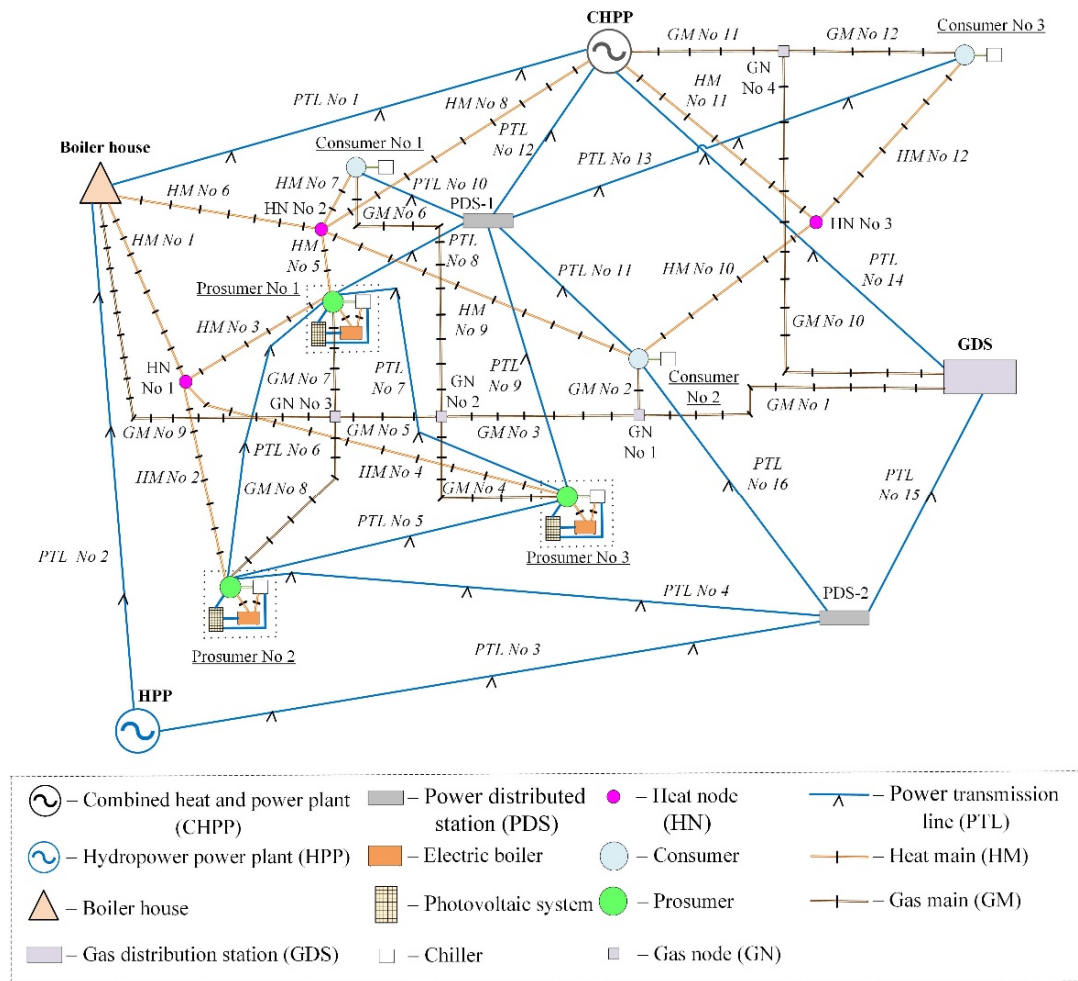 CHPP
GM No 11
GM No 12
Consumer No 3
GN
No 4
HM
No 11
PTL No 1
HM No 8
PTL
No 12
Consumer No 1
PTL No 13
HM No 12
Boiler house
HM No 7
PTL No 10
PDS-1
HM No 6
HN No 2
GM No 6
HN No 3
HM No 1
HM
No 5
PTL
No 8
PTL No 11
HM No 10
PTL
No 14
Prosumer No 1
HM No 3
HM
No 9
GM No 10
GDS
HN
No 1
GM No 7
PTL
No 7
PTL
No 9
GM No 2
Consumer
No 2
GN No 3
GN
No 2
GM No 1
GM No 9
GM No 5
GM No 3
GN
No 1
PTL No 6
HM No 2
HM No 4
GM No 8
GM No 4
PTL
No 16
PTL
No 15
PTL No 5
Prosumer No 3
PTL No 2
PTL No 4
PDS-2
Prosumer No 2
PTL No 3
HPP
– Combined heat and power plant
(CHPP)
– Power distributed
station (PDS)
– Heat node
(HN)
– Power transmission
line (PTL)
– Hydropower power plant (HPP)
– Electric boiler
– Consumer
– Heat main (HM)
– Boiler house
– Photovoltaic system
– Prosumer
– Gas main (GM)
– Gas distribution station (GDS)
– Chiller
– Gas node (GN)